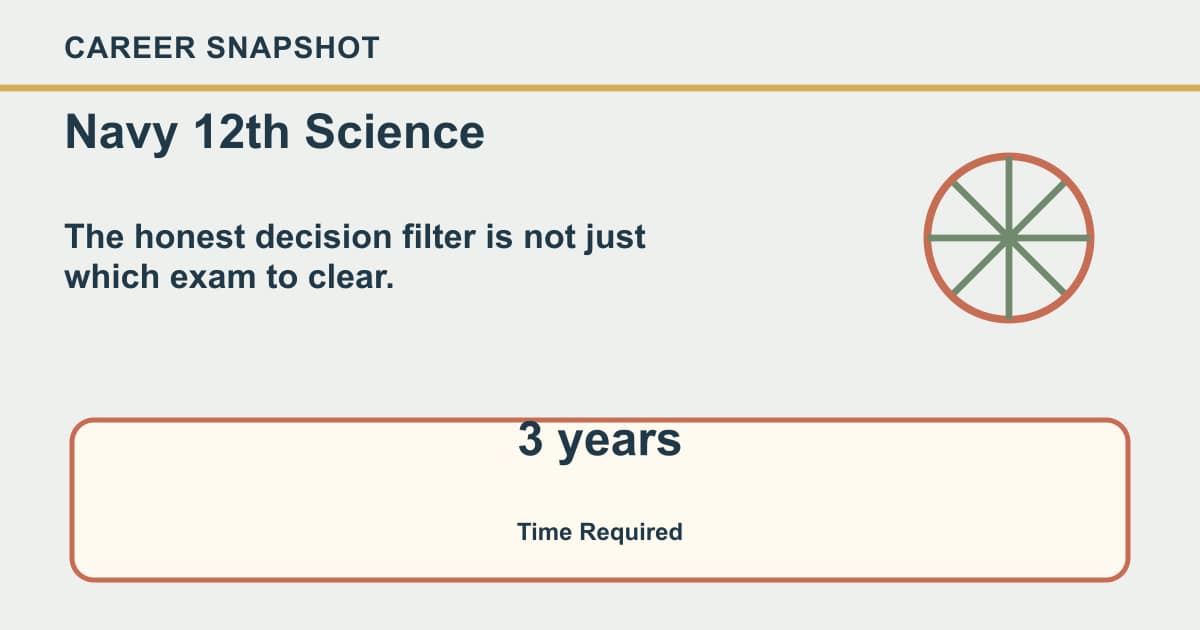 CAREER SNAPSHOT
Navy 12th Science
The honest decision filter is not just
which exam to clear.
3 years
Time Required